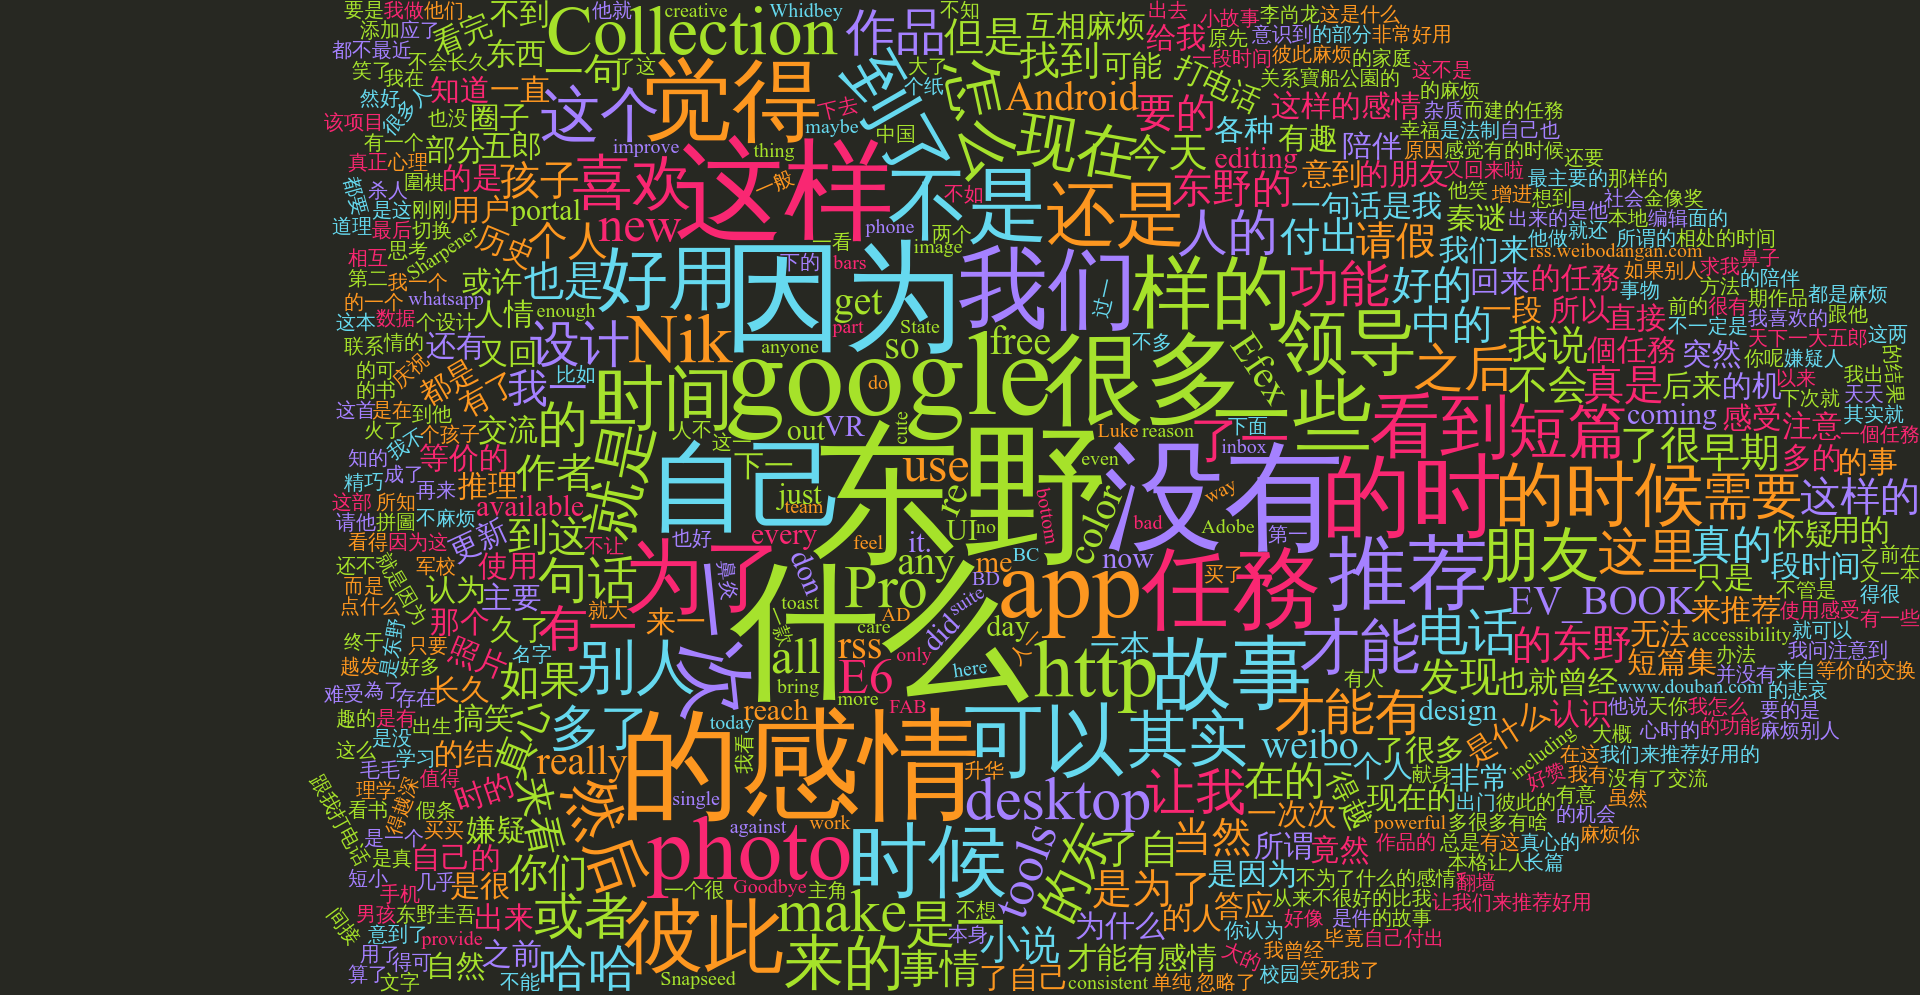 要是 我做 他们 他就 creative Whidbey 不知 出去 小故事 李尚龙 这是什么
添加 应了 看完 不到 Collection 作品 但是 互相麻烦 给我 原先 意识到 的部分 非常好用
都不 最近 不会长久 东西 一句 了这 到了 大了 找到 可能 打电话 一段时间 彼此麻烦 的家庭
笑了 我在 知道 一直 觉得 个纸 怎么 关系 寶船公園的 这不是 的麻烦
然好 很多人 也没 圈子 这个 下去 Android 要的 这样的感情 杂质 而建的任務
该项目 有一个 部分 五郎 improve maybe 中国 现在 今天 各种 有趣 陪伴 幸福 是法制 自己也
真正 心理 的是 孩子 喜欢 这样 thing 一般 不是 还是 东野的 editing 意到 的朋友 原因 感觉 有的时候 还要 又回来啦
都要 杀人 圍棋 是这 刚刚 用户 portal new 不如 人的 一句话 是我 秦谜 最主要的 那样的 他笑 增进 想到
道理 最后 切换 历史 个人 phone 两个 付出 请假 出来的 是他 社会 金像奖 本地 编辑 面的
相互 思考 Sharpener 或许 也是 好用 因为 一看 image 我们 样的 功能 好的 我们来 他做 就还 所谓的 相处的时间 rss.weibodangan.com
第二 我一个 人情 下的 bars 过一 回来 的任務 如果别人 求我 鼻子 的陪伴
的一个 whatsapp enough get 中的 一段 所以 事物 方法 期作品 都是麻烦
这本 数据 个设计 还有 设计 Nik part State free 领导 我说 直接 前的 很有 不一定是 我喜欢的 跟他
联系 情的 又回 anyone so 不多 Efex 之后 個任務 突然 天下一大五郎 这两
的可 庆祝 都是 比如 google 很多 一些 不会 真是 后来 的机 你呢 嫌疑人 的结果
的书 有了 我一 时间 do 看到 短篇 我出 以来 下次就 天天
这首 是在 到他 的 out VR cute Luke reason 下面 了一 了很 早期 coming 感受 注意 其实就
火了 我不 个孩子 交流 就是 人不 这一 inbox 多的 的事 一個任務
知的 成了 等价的 作者 下一 自己 东野 use even 没有 的时 的时候 需要 这样的
精巧 再来 推理 just team re color way
这部 所知 available 到这 every UI no bottom bad Adobe 第一 推荐 朋友 这里 真的 怀疑 用的
请他 拼圖 不麻烦 更新 不让 也好 it. BC now 任務 之前在
看得 因为这 军校 使用 为了 feel any me 买了 只是 段时间 又一本
还不 就是因为 认为 句话 鼻炎 don Pro BD app EV BOOK 不管是 得很
而是 主要 就大 toast 什么 suite 才能 电话 来推荐 使用感受 有一些
点什么 那个 久了 有一 来一 一次 一款 AD did day 的东野 无法 accessibility 就可以
终于 是东野 只要 照片 名字 care rss 一本 故事 短篇集 办法 我问 注意到
越发 好多 如果 别人 all E6 only here 一人 http 有人 发现 也就 曾经 并没有 来自 等价的交换
难受 為了 存在 长久 bring more FAB 才能有 design www.douban.com 的悲哀
趣的 是有 出生 搞笑 真心 多了 today reach 可以 其实 是什么 认识 他说 天你 我怎么 要的是
是没 的结 我看 的感情 weibo 了很多 大概 心时的 的功能 麻烦别人
这么 学习 really 升华 一个人 including 在这 我们来推荐好用的
毛毛 值得 时的 来看 然后 single desktop 让我 在的 得越 非常 献身 好赞 我有 没有了 交流
理学 得越深 photo against work 时候 tools 一次次 现在的 出门 彼此的 有意 虽然
跟我打电话 看书 假条 嫌疑 的东 了自 当然 所谓 竟然 powerful 多很多 有啥 的机会
是一个 买买 作品的 总是 有这 真心的 麻烦你
是真 自己的 你们 是为了 是因为 本格 让人 长篇
短小 几乎 是很 一个很 Goodbye 主角 不为了什么的感情 翻墙
手机 或者 彼此 make 是一 不想 的人 答应 从来不 很好的 比我 让我们来推荐好用
间接 男孩 东野圭吾 出来 为什么 好像 是件 的故事
意到了 provide 本身 小说 你认为 毕竟 自己付出
用了 得可 之前 哈哈 来的 事情 才能有感情 大的 我曾经
算了 文字 自然 不能 Snapseed 了自己 consistent 单纯 忽略了 校园 笑死我了